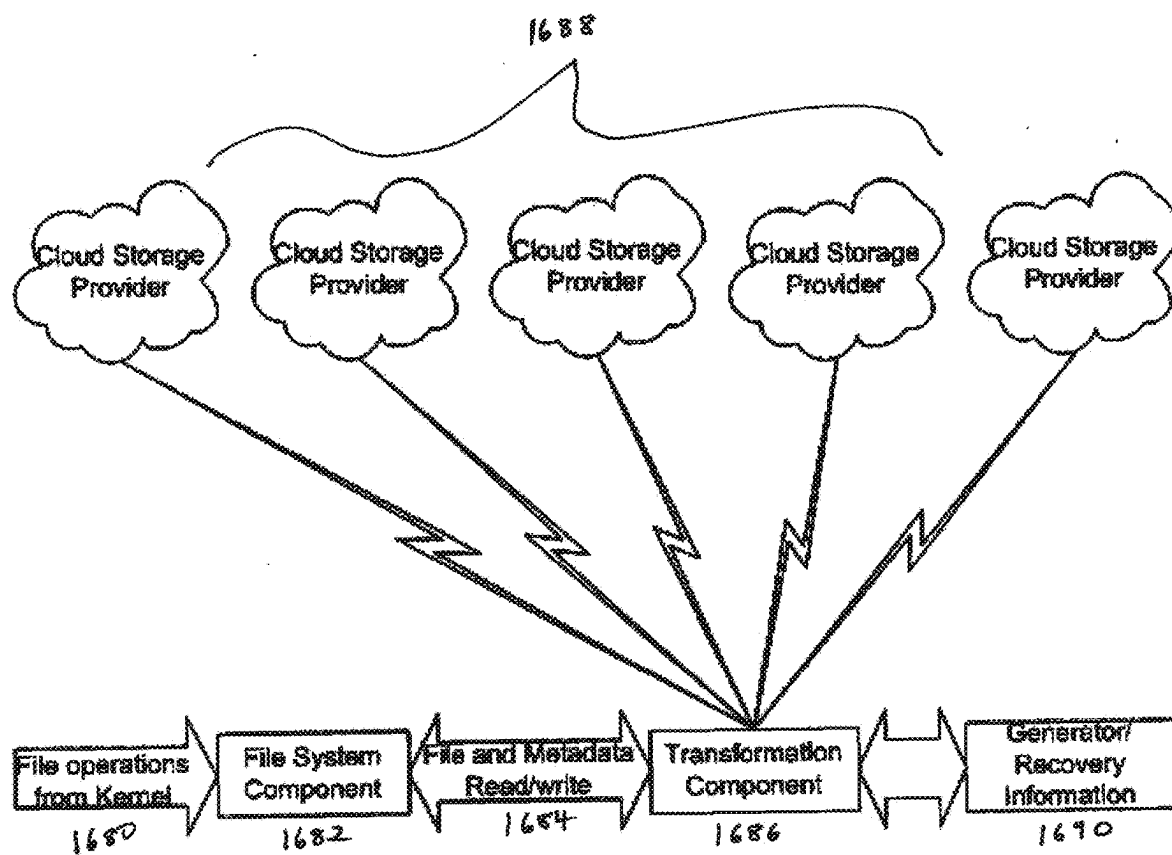 1688
Cloud Storage
Provider
Cloud Storage
Provider
Cloud Storage
Provider
Cloud Storage
Provider
Cloud Storage
Provider
File operations
from Kernel
1680
File System
Component
1682
File and Metadata
Read/write
1684
Transformation
Component
1686
Generator/
Recovery
Information
1690